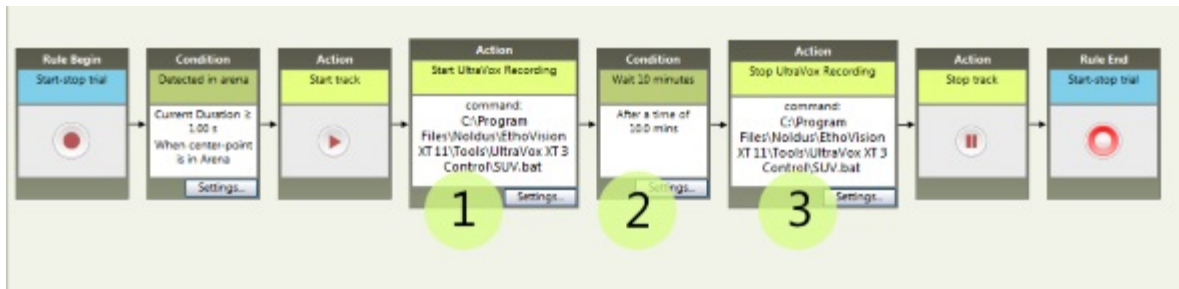 Rule Begin
Start-stop trial
Condition
Detected in arena
Current Duration ≥
1.00 s
When center-point
is in Arena
Settings...
Action
Start track
Action
Start UltraVox Recording
command:
C:\Program
Files\Noldus\EthoVision
XT 11\Tools\UltraVox XT 3
Control\SUV.bat
Settings...
1
Condition
Wait 10 minutes
After a time of
10.0 mins
Settings...
2
Action
Stop UltraVox Recording
command:
C:\Program
Files\Noldus\EthoVision
XT 11\Tools\UltraVox XT 3
Control\SUV.bat
Settings...
3
Action
Stop track
Rule End
Start-stop trial